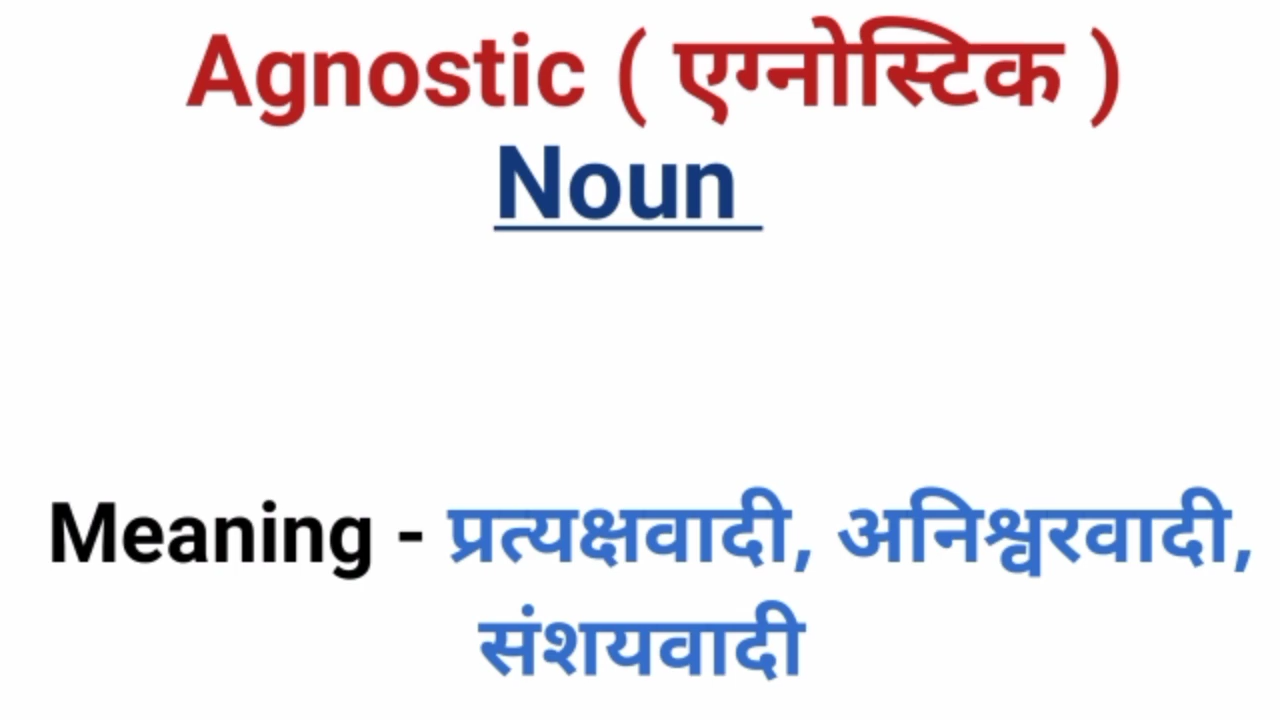 Agnostic ( एग्नोस्टिक )
Noun
Meaning - प्रत्यक्षवादी, अनिश्वरवादी,
संशयवादी